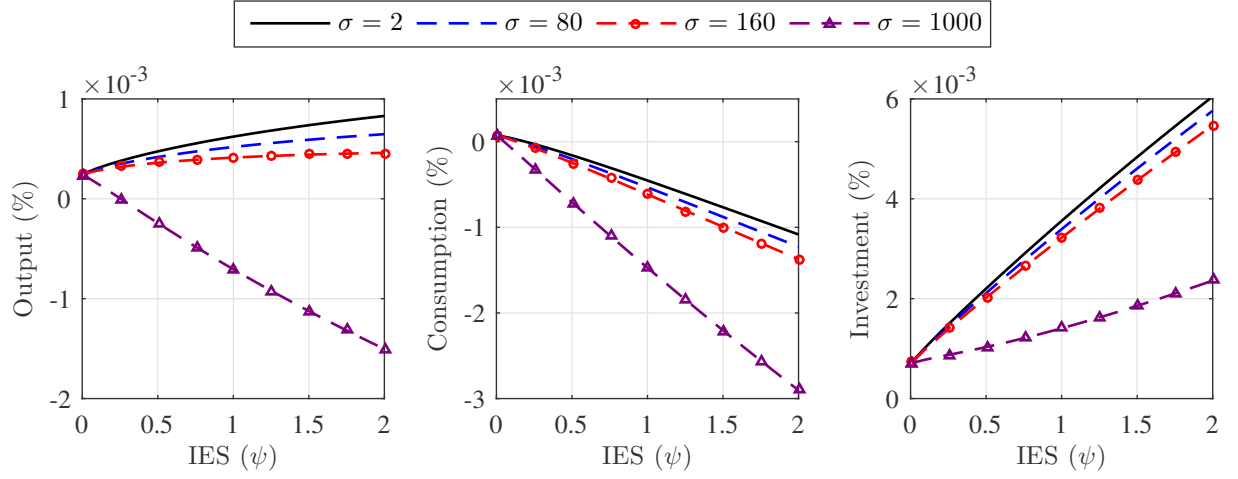 σ = 2 σ = 80 σ = 160 σ = 1000
×10⁻³ ×10⁻³ ×10⁻³
Output (%)
1
0
-1
-2
0 0.5 1 1.5 2
IES (ψ)
Consumption (%)
0
-1
-2
-3
0 0.5 1 1.5 2
IES (ψ)
Investment (%)
6
4
2
0
0 0.5 1 1.5 2
IES (ψ)